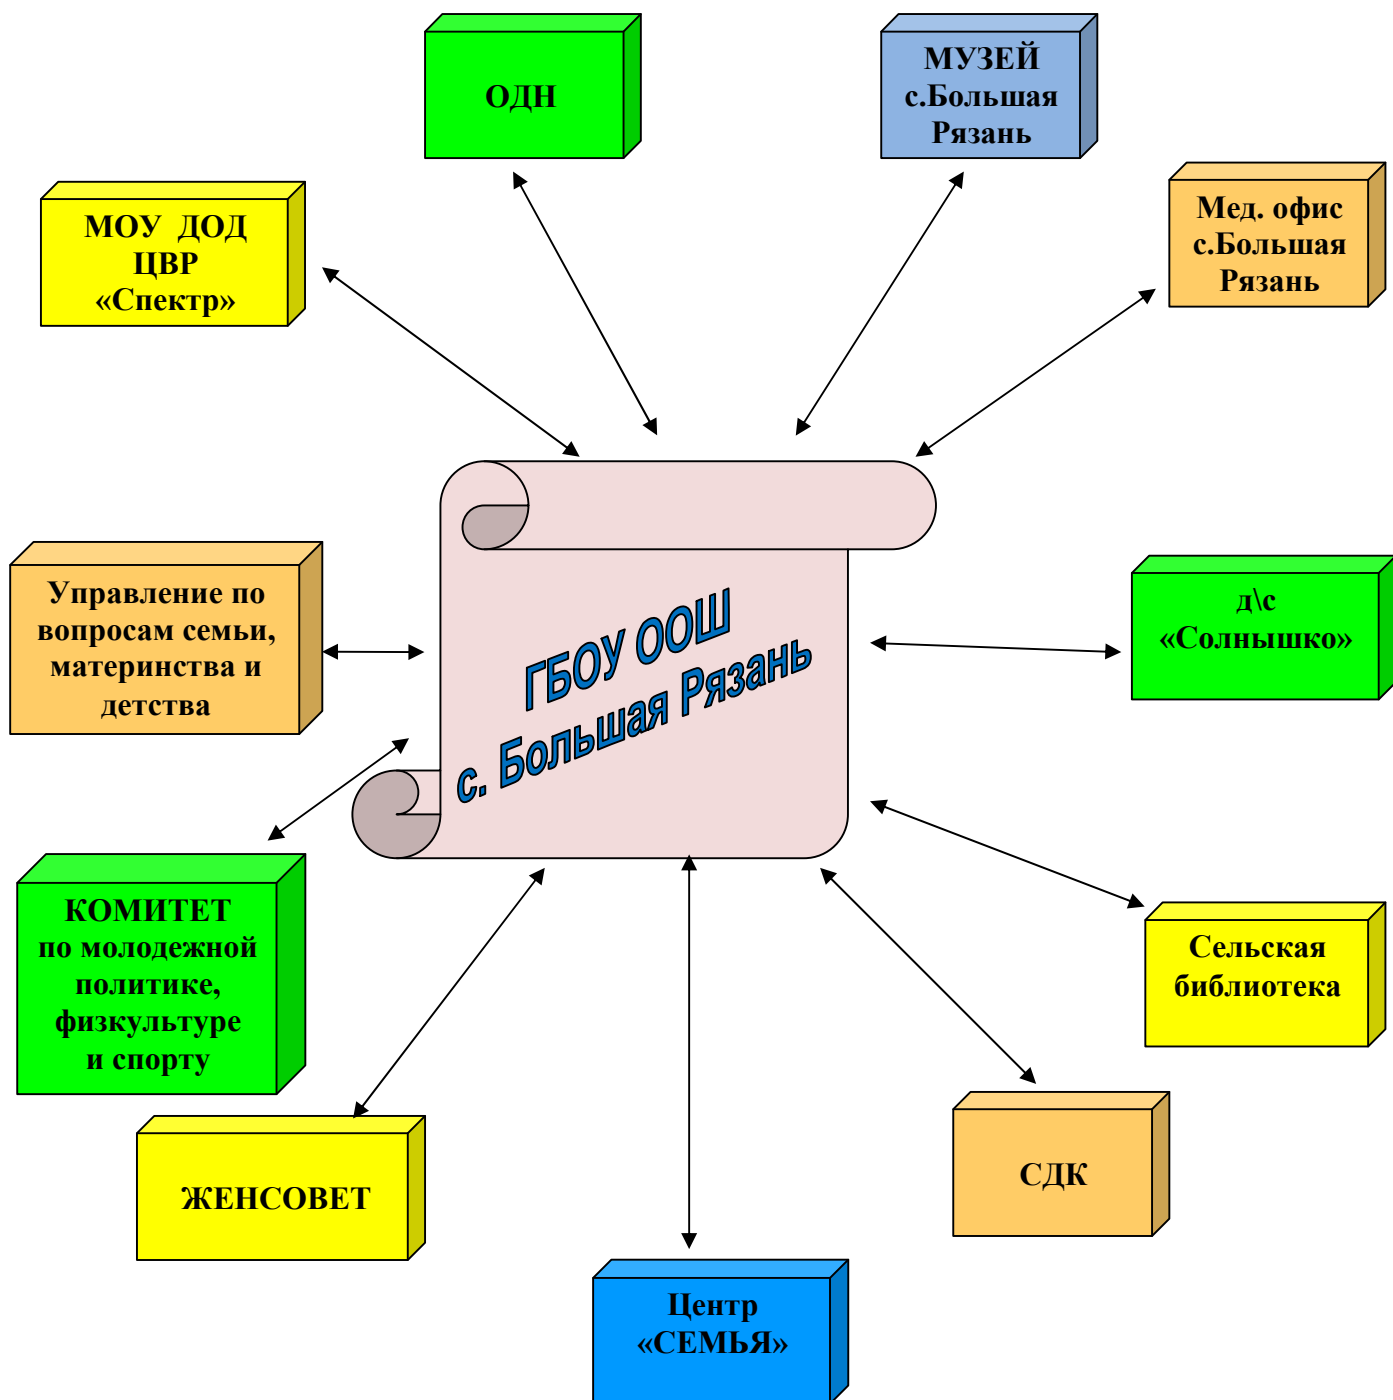 ОДН
МУЗЕЙ
с.Большая
Рязань
Мед. офис
с.Большая
Рязань
МОУ ДОД
ЦВР
«Спектр»
Управление по
вопросам семьи,
материнства и
детства
ГБОУ ООШ
с. Большая Рязань
д\с
«Солнышко»
КОМИТЕТ
по молодежной
политике,
физкультуре
и спорту
Сельская
библиотека
ЖЕНСОВЕТ
СДК
Центр
«СЕМЬЯ»